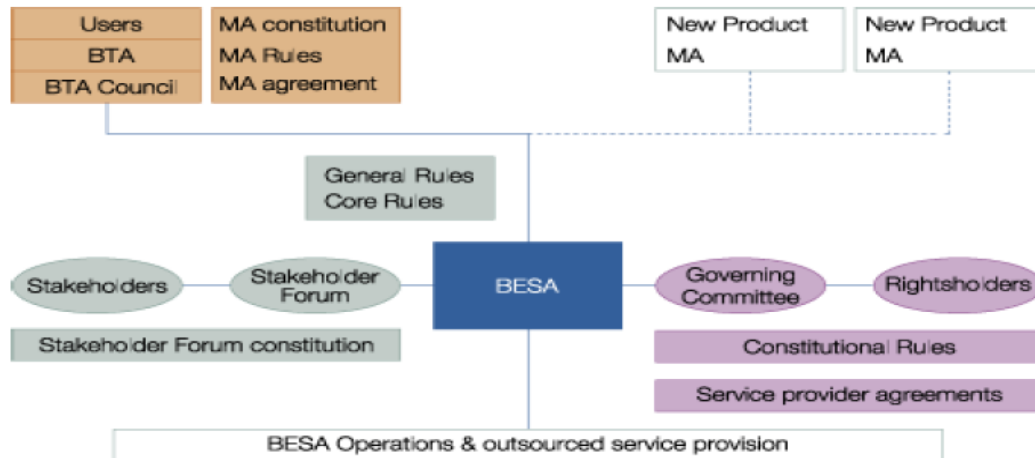 Users
BTA
BTA Council
MA constitution
MA Rules
MA agreement
New Product
MA
New Product
MA
General Rules
Core Rules
Stakeholders
Stakeholder
Forum
BESA
Governing
Committee
Rightsholders
Stakeholder Forum constitution
Constitutional Rules
Service provider agreements
BESA Operations & outsourced service provision